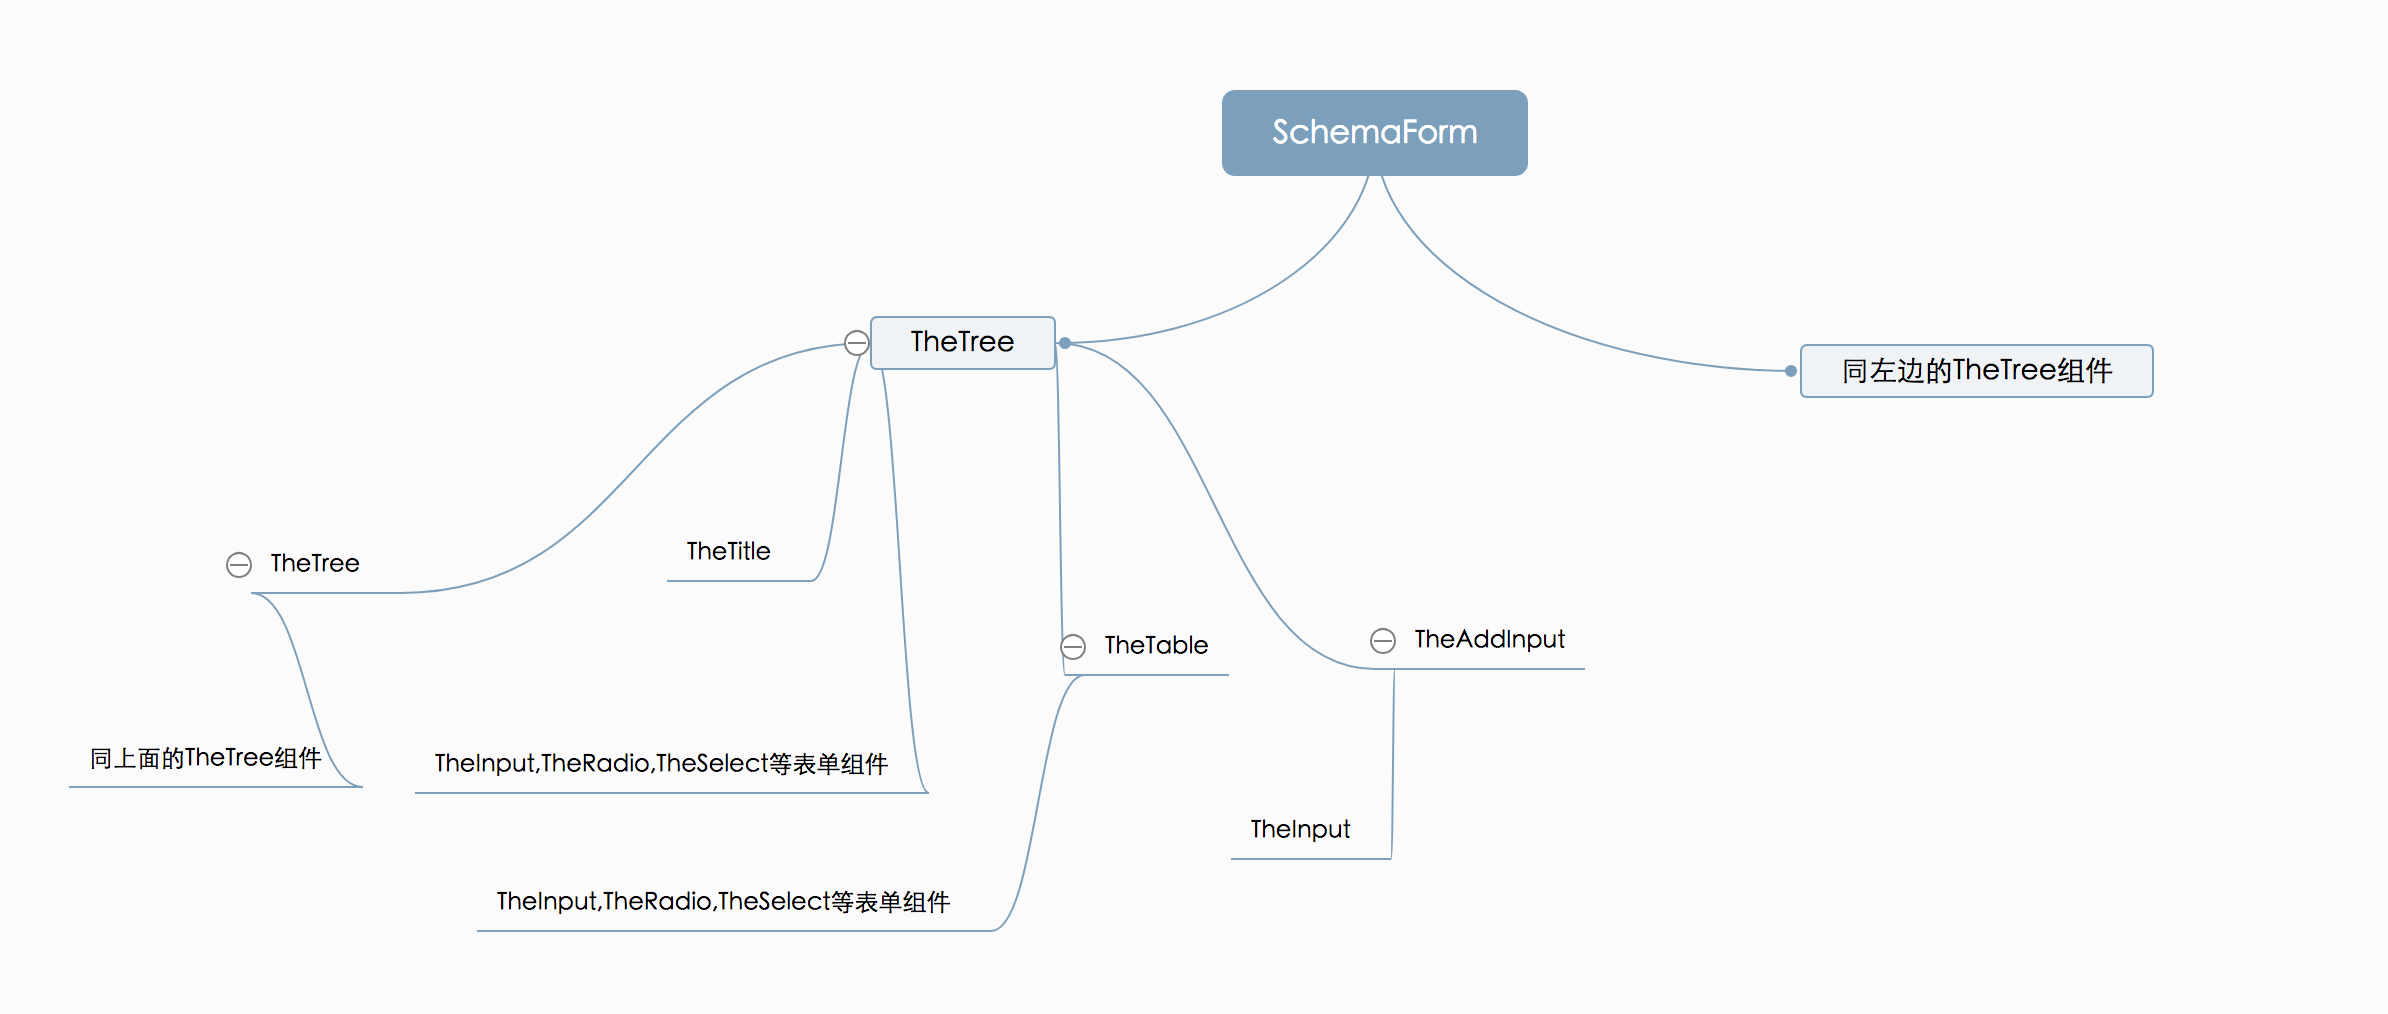 SchemaForm
TheTree
同左边的TheTree组件
TheTree
TheTitle
TheTable
TheAddInput
同上面的TheTree组件
TheInput,TheRadio,TheSelect等表单组件
TheInput
TheInput,TheRadio,TheSelect等表单组件